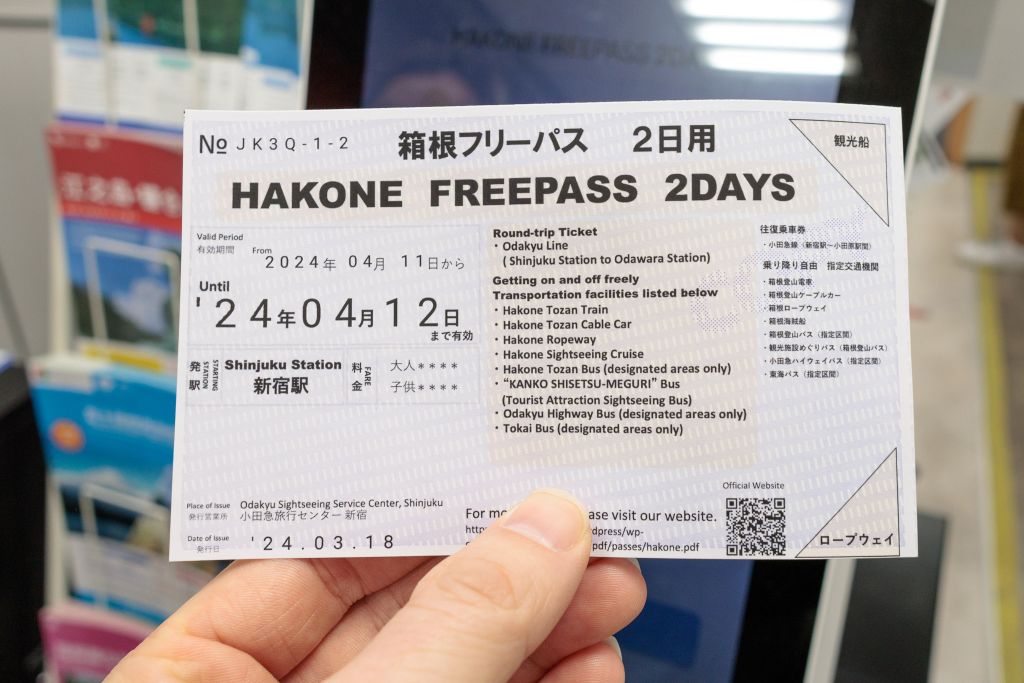 HAKONE FREEPASS 2DAYS
№ JK3Q-1-2
箱根フリーパス 2日用
観光船
HAKONE FREEPASS 2DAYS
Valid Period
有効期間
From
2024年 04月 11日から
Until
'24年04月12日
まで有効
発駅
STARTING STATION
Shinjuku Station
新宿駅
料金
FARE
大人****
子供****
Round-trip Ticket
・Odakyu Line
(Shinjuku Station to Odawara Station)
Getting on and off freely
Transportation facilities listed below
・Hakone Tozan Train
・Hakone Tozan Cable Car
・Hakone Ropeway
・Hakone Sightseeing Cruise
・Hakone Tozan Bus (designated areas only)
・"KANKO SHISETSU-MEGURI" Bus
(Tourist Attraction Sightseeing Bus)
・Odakyu Highway Bus (designated areas only)
・Tokai Bus (designated areas only)
往復乗車券
・小田急線（新宿駅〜小田原駅間）
乗り降り自由 指定交通機関
・箱根登山電車
・箱根登山ケーブルカー
・箱根ロープウェイ
・箱根海賊船
・箱根登山バス（指定区間）
・観光施設めぐりバス（箱根登山バス）
・小田急ハイウェイバス（指定区間）
・東海バス（指定区間）
Place of Issue
発行営業所
Odakyu Sightseeing Service Center, Shinjuku
小田急旅行センター 新宿
Date of Issue
発行日
'24.03.18
For
visit our website.
pdf/passes/hakone.pdf
Official Website
ロープウェイ